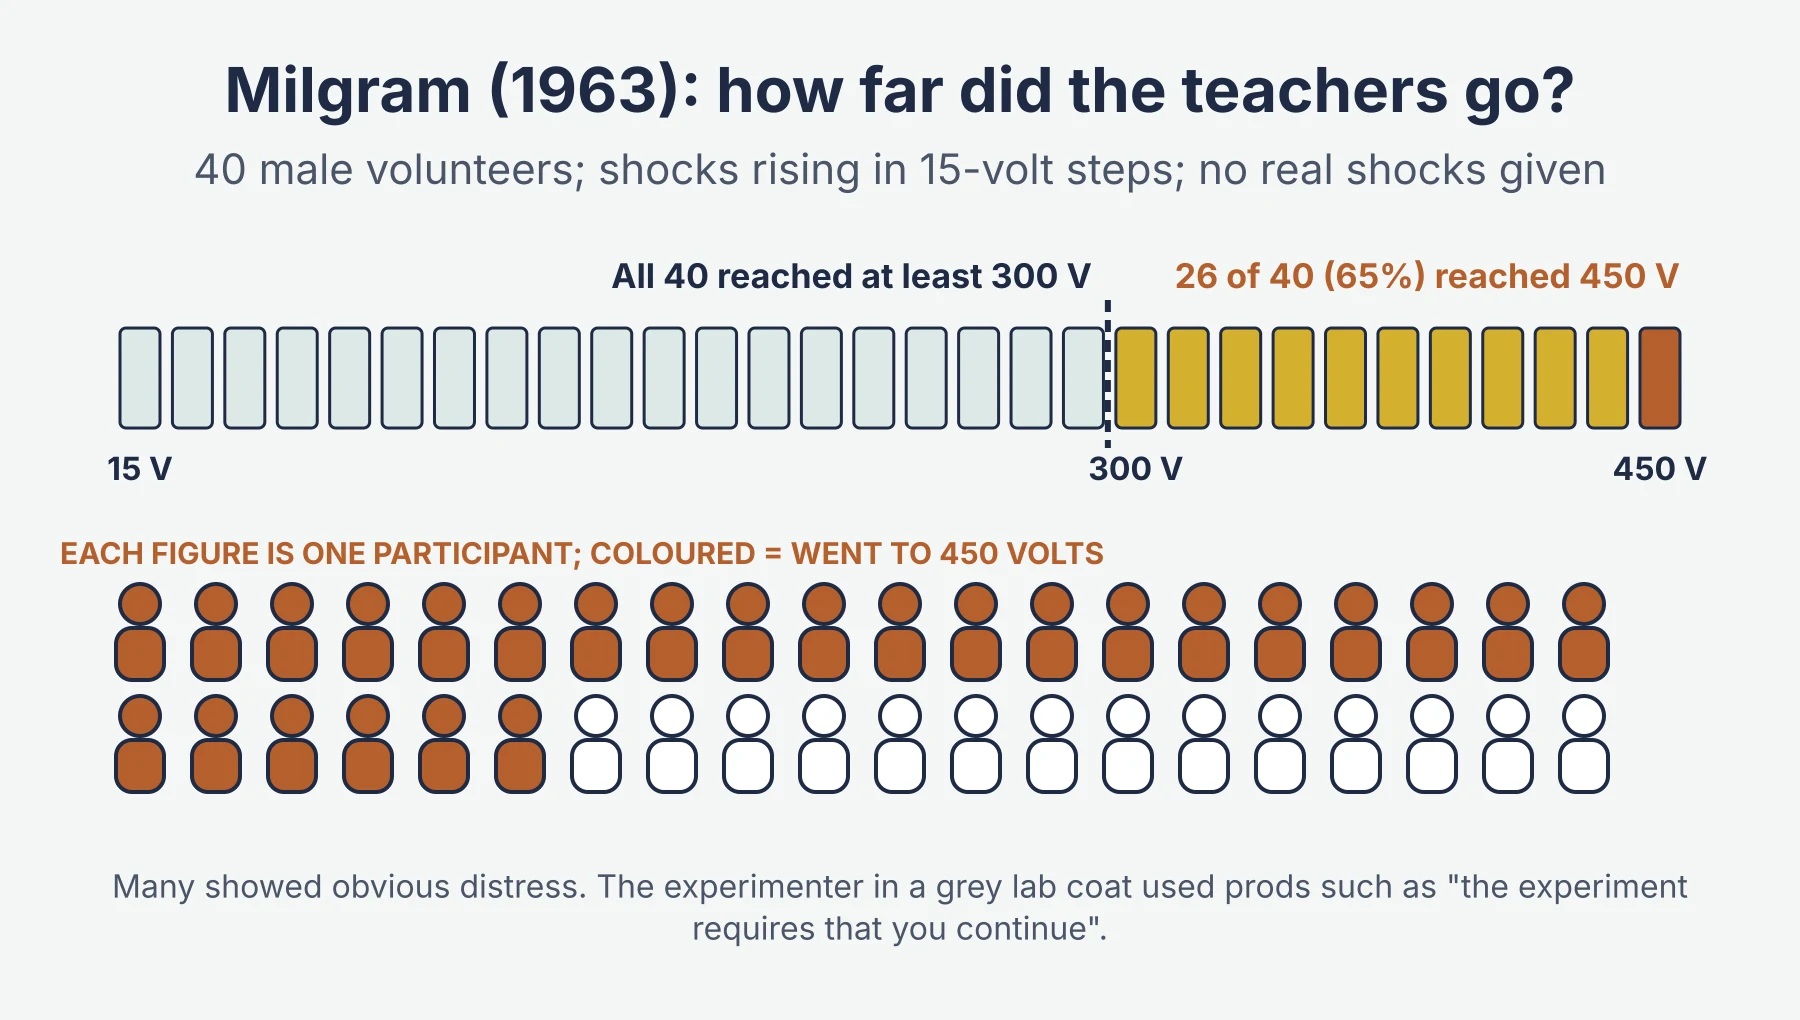 Milgram (1963): how far did the teachers go?
40 male volunteers; shocks rising in 15-volt steps; no real shocks given
All 40 reached at least 300 V
26 of 40 (65%) reached 450 V
15 V
300 V
450 V
EACH FIGURE IS ONE PARTICIPANT; COLOURED = WENT TO 450 VOLTS
Many showed obvious distress. The experimenter in a grey lab coat used prods such as "the experiment
requires that you continue".